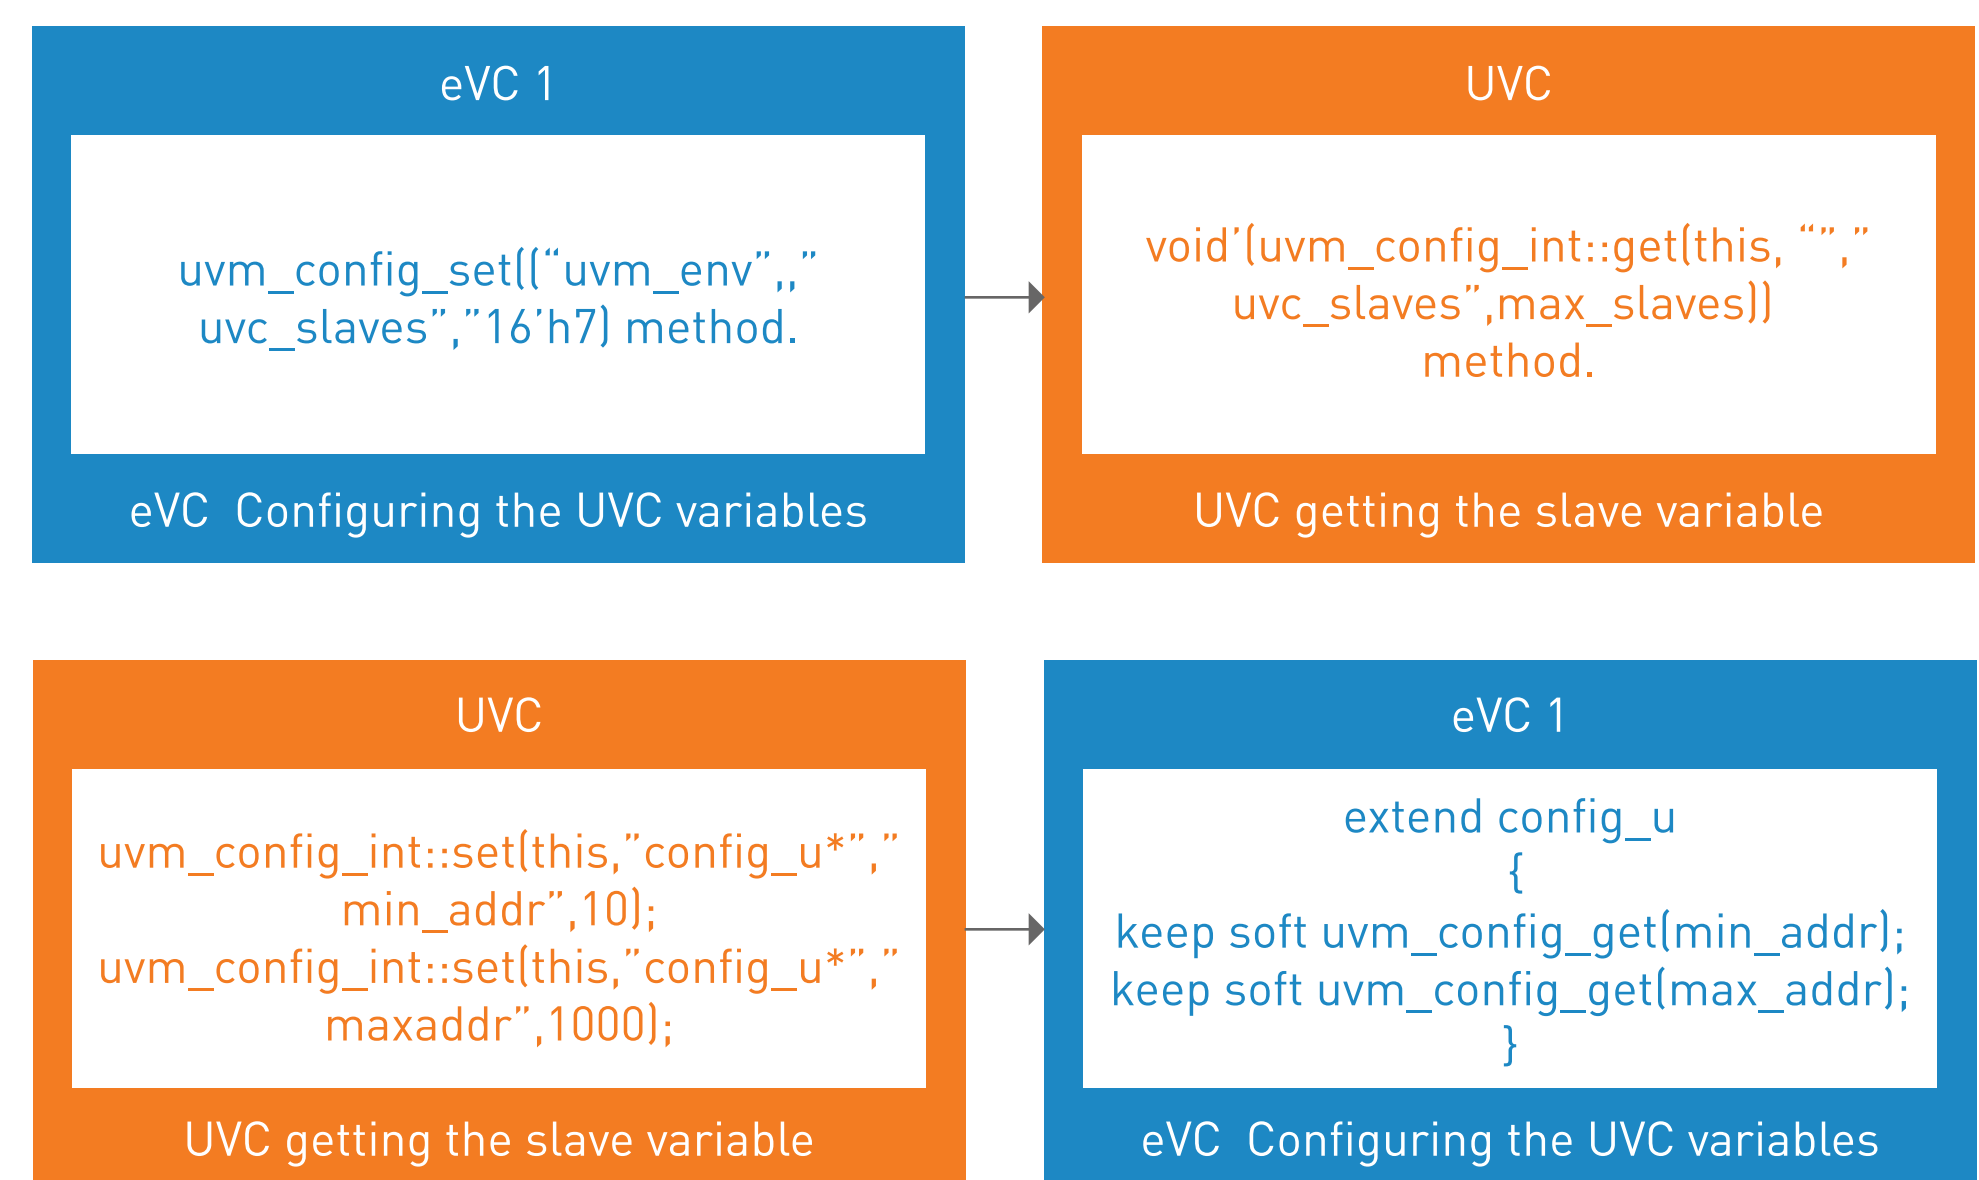 eVC 1
uvm_config_set((“uvm_env”,,”
uvc_slaves”,”16’h7) method.
eVC  Configuring the UVC variables
UVC
void’(uvm_config_int::get(this, “”,”
uvc_slaves”,max_slaves))
method.
UVC getting the slave variable
UVC
uvm_config_int::set(this,”config_u*”,”
min_addr”,10);
uvm_config_int::set(this,”config_u*”,”
maxaddr”,1000);
UVC getting the slave variable
eVC 1
extend config_u
{
keep soft uvm_config_get(min_addr);
keep soft uvm_config_get(max_addr);
}
eVC  Configuring the UVC variables